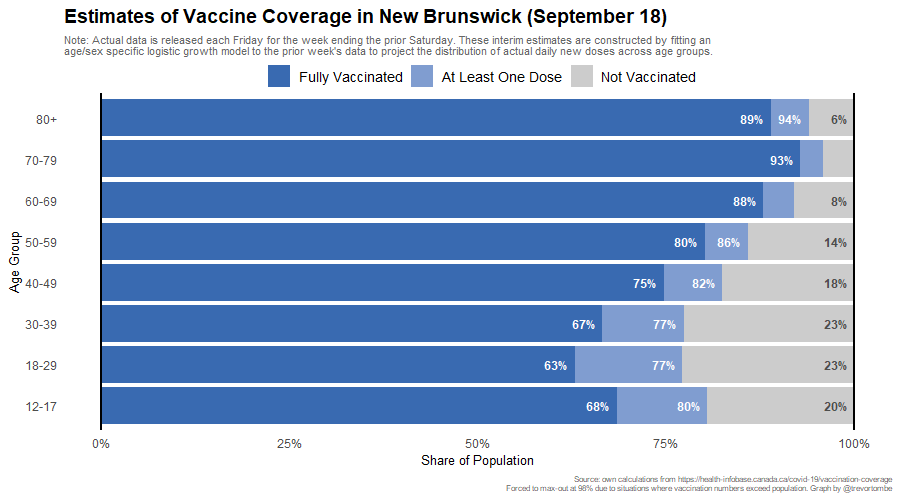 Estimates of Vaccine Coverage in New Brunswick (September 18)
Note: Actual data is released each Friday for the week ending the prior Saturday. These interim estimates are constructed by fitting an
age/sex specific logistic growth model to the prior week's data to project the distribution of actual daily new doses across age groups.
Fully Vaccinated At Least One Dose Not Vaccinated
80+ 89% 94% 6%
70-79 93%
60-69 88% 8%
50-59 80% 86% 14%
Age Group
40-49 75% 82% 18%
30-39 67% 77% 23%
18-29 63% 77% 23%
12-17 68% 80% 20%
0% 25% 50% 75% 100%
Share of Population
Source: own calculations from https://health-infobase.canada.ca/covid-19/vaccination-coverage
Forced to max-out at 98% due to situations where vaccination numbers exceed population. Graph by @trevortombe